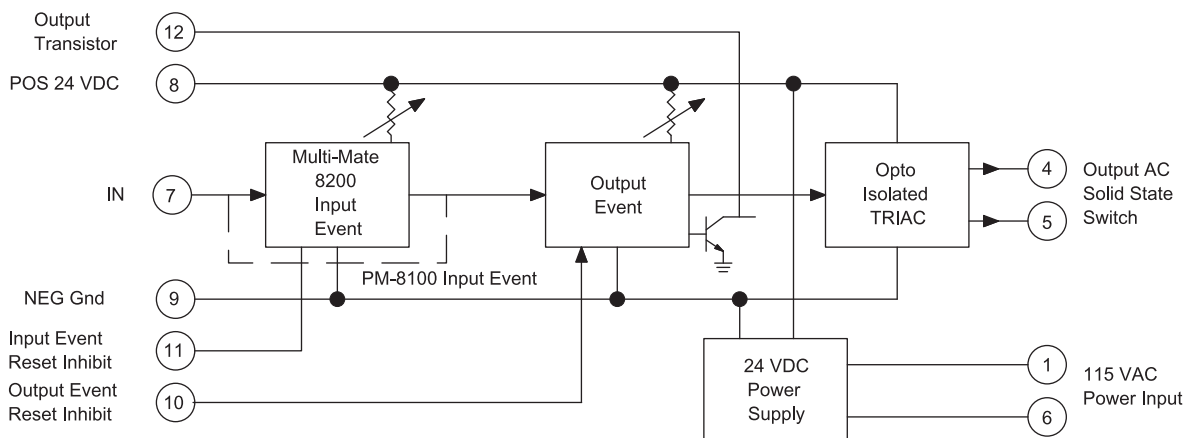 Output
Transistor
12
POS 24 VDC
8
IN
7
Multi-Mate
8200
Input
Event
Output
Event
Opto
Isolated
TRIAC
4
5
Output AC
Solid State
Switch
PM-8100 Input Event
NEG Gnd
9
Input Event
Reset Inhibit
11
Output Event
Reset Inhibit
10
24 VDC
Power
Supply
1
6
115 VAC
Power Input